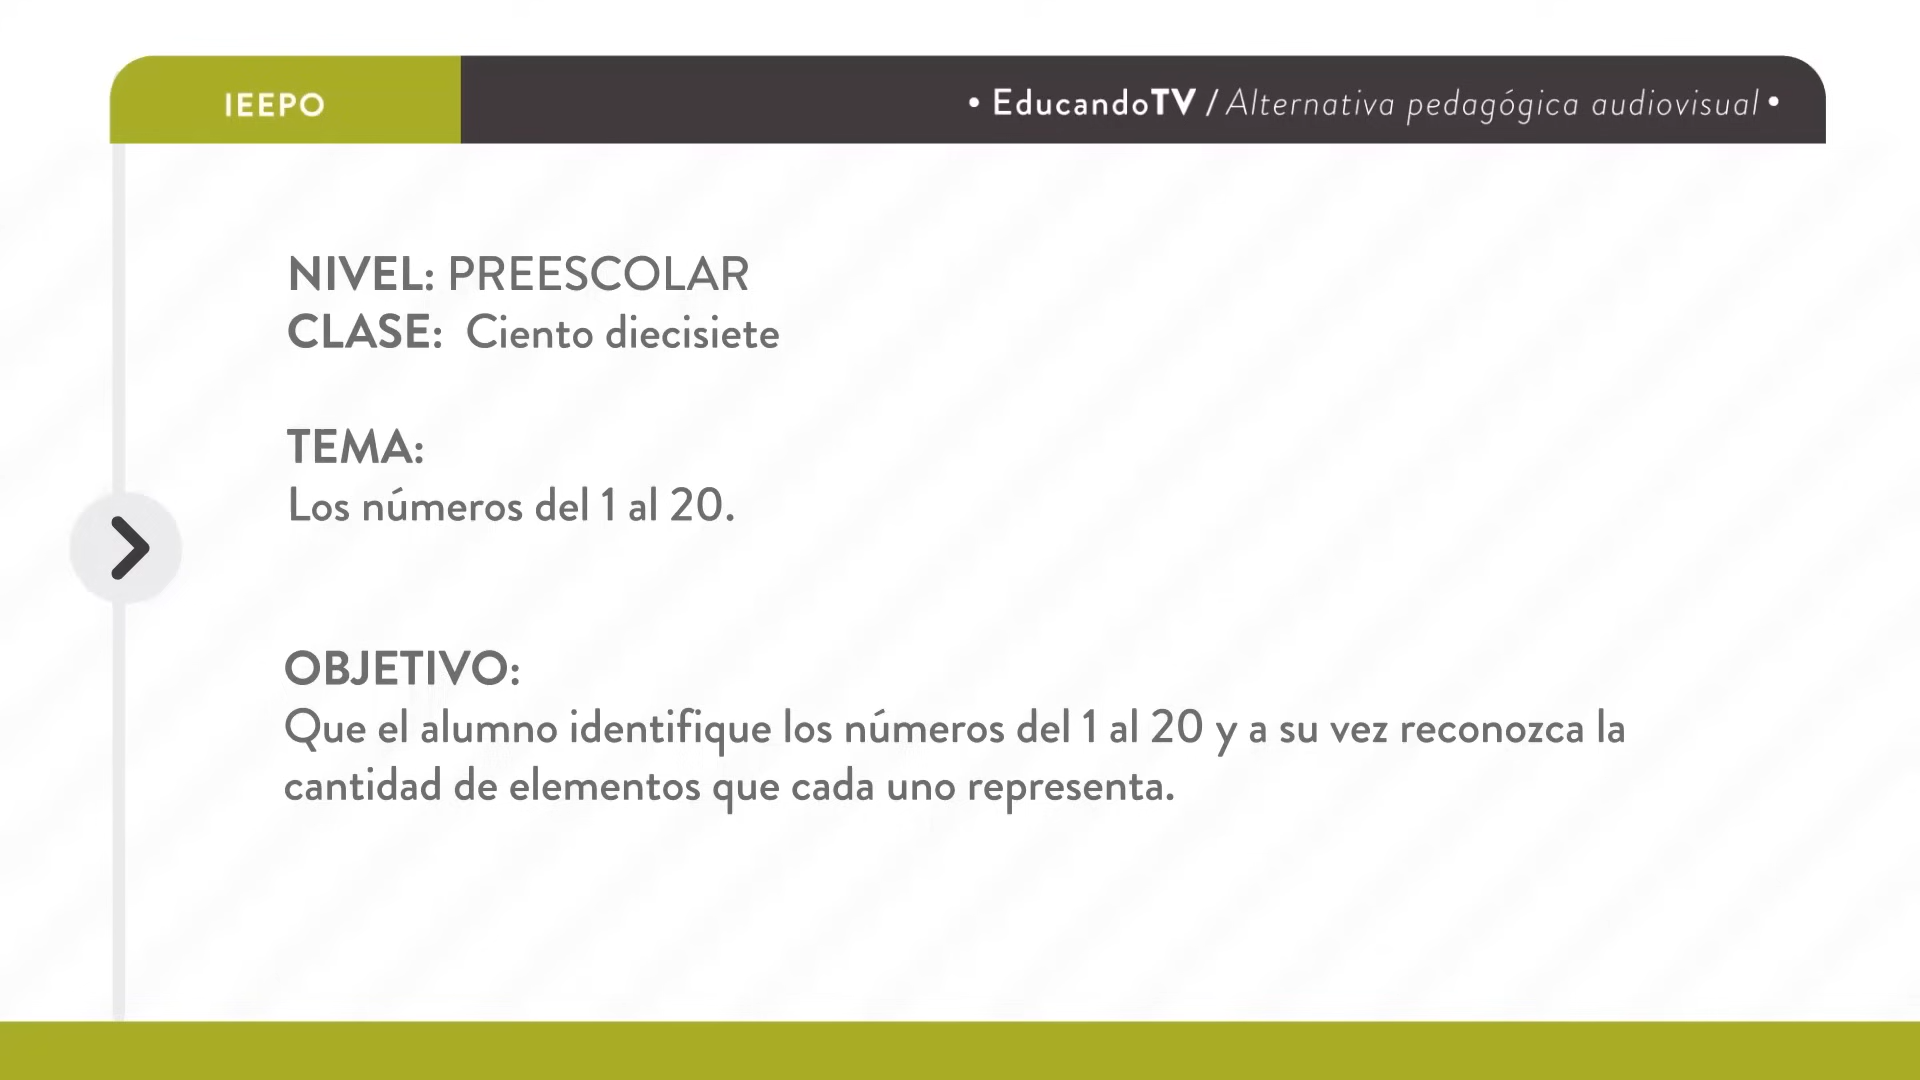 IEEPO
• EducandoTV / Alternativa pedagógica audiovisual •
NIVEL: PREESCOLAR
CLASE: Ciento diecisiete
TEMA:
Los números del 1 al 20.
OBJETIVO:
Que el alumno identifique los números del 1 al 20 y a su vez reconozca la
cantidad de elementos que cada uno representa.